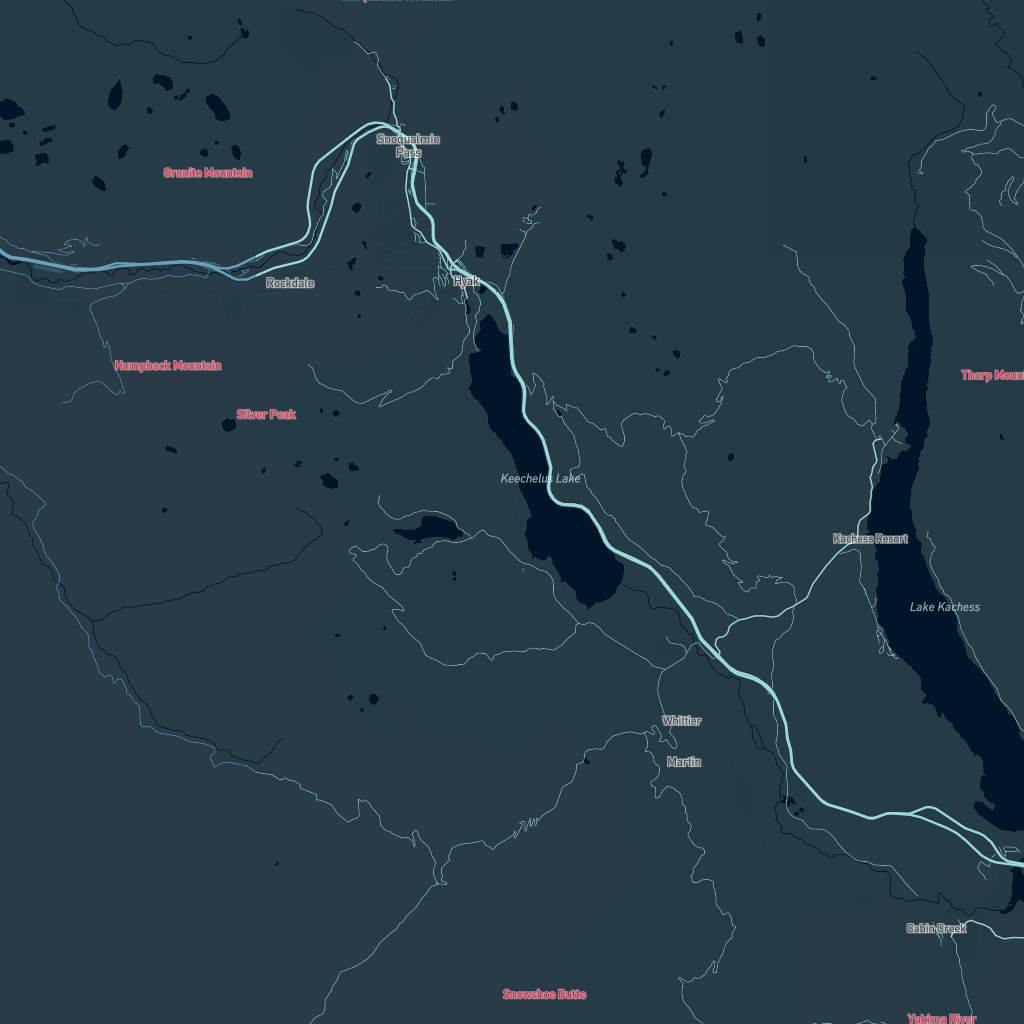 Snoqualmie
Pass
Granite Mountain
Rockdale
Hyak
Humpback Mountain
Thorp Mount
Silver Peak
Keechelus Lake
Kachess Resort
Lake Kachess
Whittier
Martin
Cabin Creek
Snowshoe Butte
Yakima River